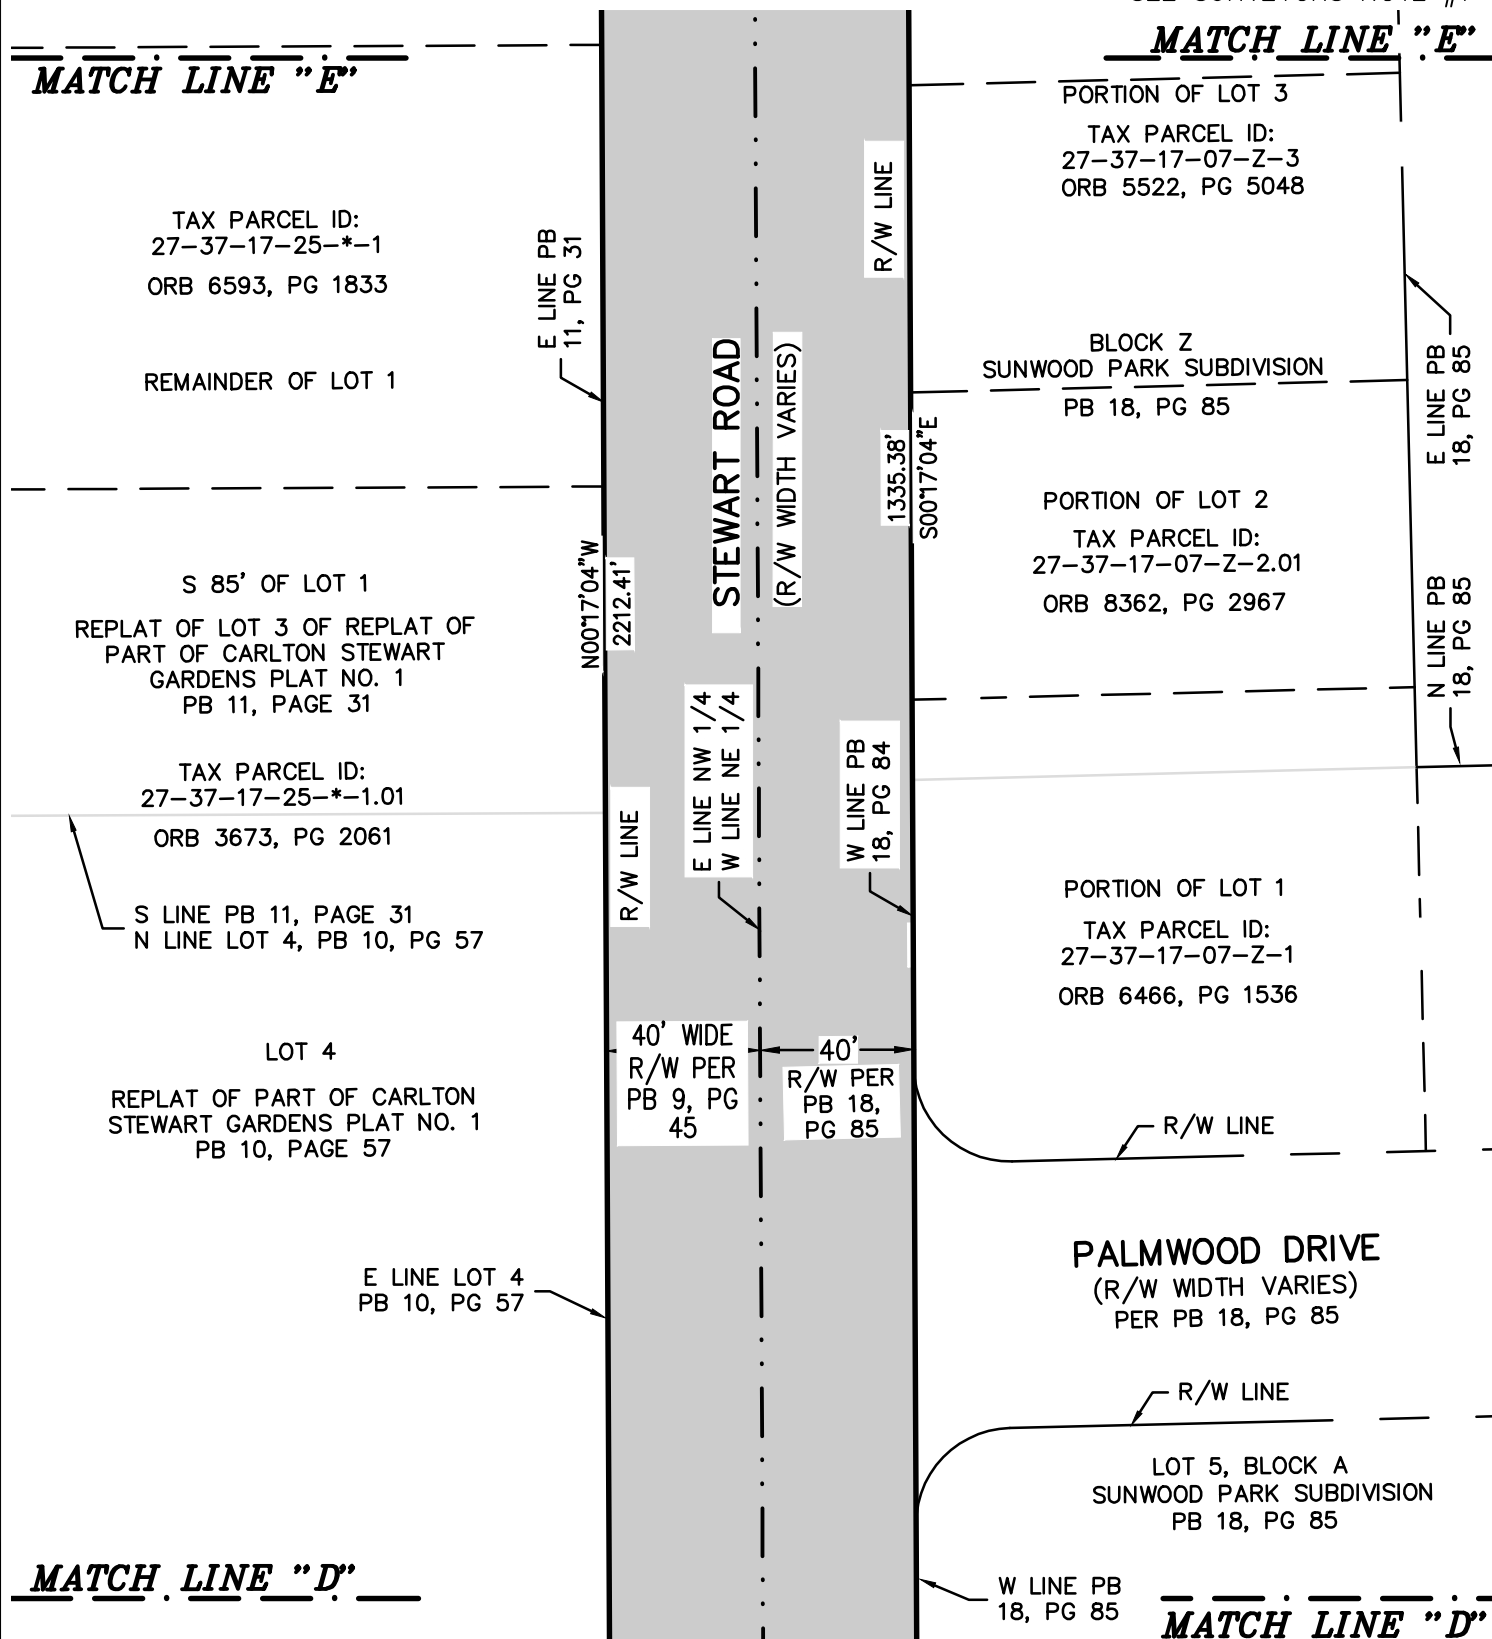 MATCH LINE "E"
MATCH LINE "E"
TAX PARCEL ID:
27-37-17-25-*-1
ORB 6593, PG 1833
REMAINDER OF LOT 1
E LINE PB
11, PG 31
S 85' OF LOT 1
REPLAT OF LOT 3 OF REPLAT OF
PART OF CARLTON STEWART
GARDENS PLAT NO. 1
PB 11, PAGE 31
TAX PARCEL ID:
27-37-17-25-*-1.01
ORB 3673, PG 2061
S LINE PB 11, PAGE 31
N LINE LOT 4, PB 10, PG 57
LOT 4
REPLAT OF PART OF CARLTON
STEWART GARDENS PLAT NO. 1
PB 10, PAGE 57
E LINE LOT 4
PB 10, PG 57
MATCH LINE "D"
N00°17'04"W
2212.41'
R/W LINE
STEWART ROAD
(R/W WIDTH VARIES)
E LINE NW 1/4
W LINE NE 1/4
40' WIDE
R/W PER
PB 9, PG
45
40'
R/W PER
PB 18,
PG 85
R/W LINE
1335.38'
S00°17'04"E
W LINE PB
18, PG 84
PORTION OF LOT 3
TAX PARCEL ID:
27-37-17-07-Z-3
ORB 5522, PG 5048
BLOCK Z
SUNWOOD PARK SUBDIVISION
PB 18, PG 85
PORTION OF LOT 2
TAX PARCEL ID:
27-37-17-07-Z-2.01
ORB 8362, PG 2967
E LINE PB
18, PG 85
N LINE PB
18, PG 85
PORTION OF LOT 1
TAX PARCEL ID:
27-37-17-07-Z-1
ORB 6466, PG 1536
R/W LINE
PALMWOOD DRIVE
(R/W WIDTH VARIES)
PER PB 18, PG 85
R/W LINE
LOT 5, BLOCK A
SUNWOOD PARK SUBDIVISION
PB 18, PG 85
W LINE PB
18, PG 85
MATCH LINE "D"